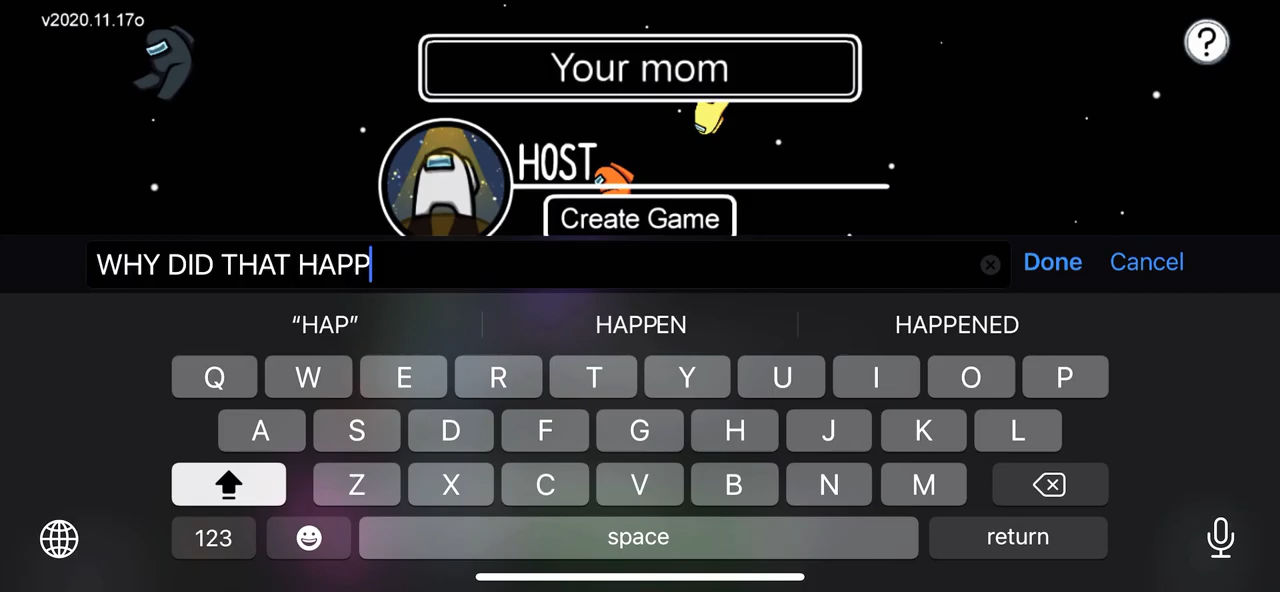 v2020.11.17o
?
Your mom
HOST
Create Game
WHY DID THAT HAPP
Done
Cancel
“HAP”
HAPPEN
HAPPENED
Q W E R T Y U I O P
A S D F G H J K L
Z X C V B N M
123
space
return